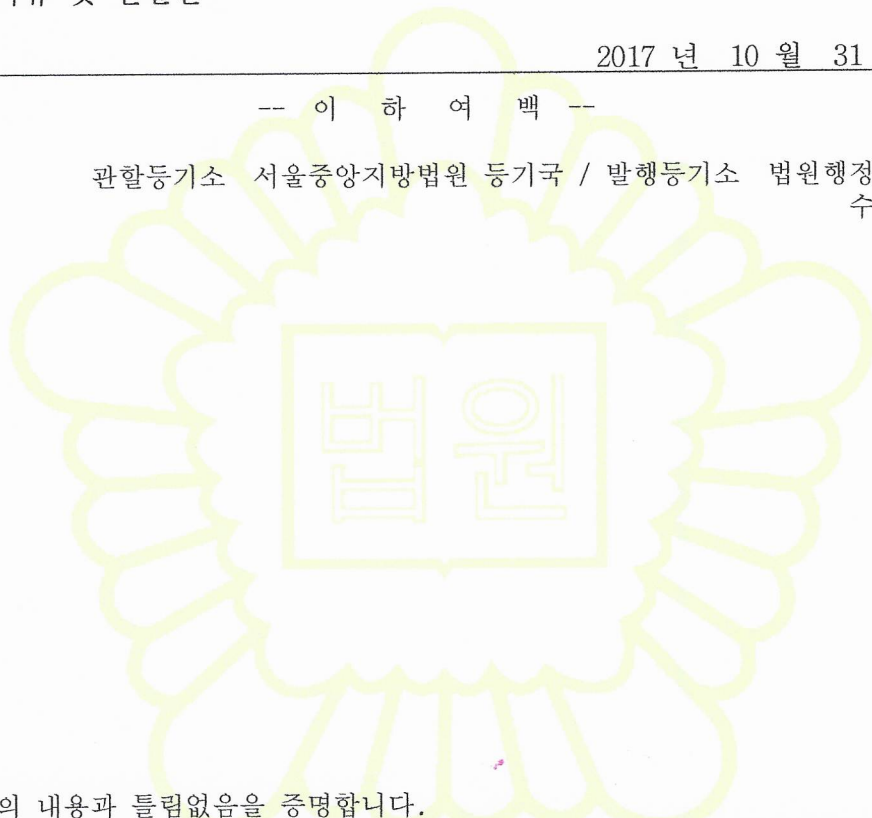 및
2017 년 10 월 31
-- 이 하 여 백 --
관할등기소 서울중앙지방법원 등기국 / 발행등기소 법원행정
수
법원
의 내용과 틀림없음을 증명합니다.